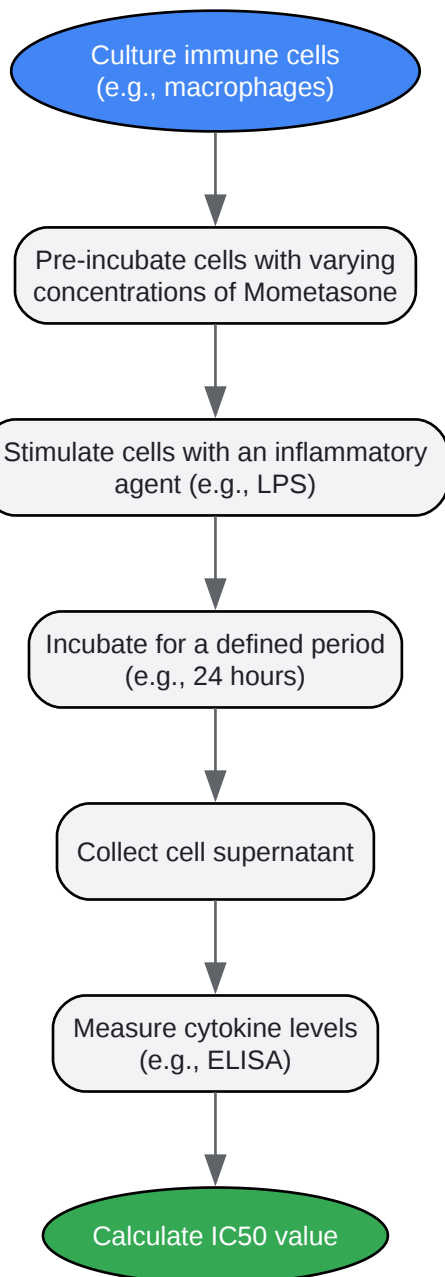 Culture immune cells
(e.g., macrophages)
Pre-incubate cells with varying
concentrations of Mometasone
Stimulate cells with an inflammatory
agent (e.g., LPS)
Incubate for a defined period
(e.g., 24 hours)
Collect cell supernatant
Measure cytokine levels
(e.g., ELISA)
Calculate IC50 value